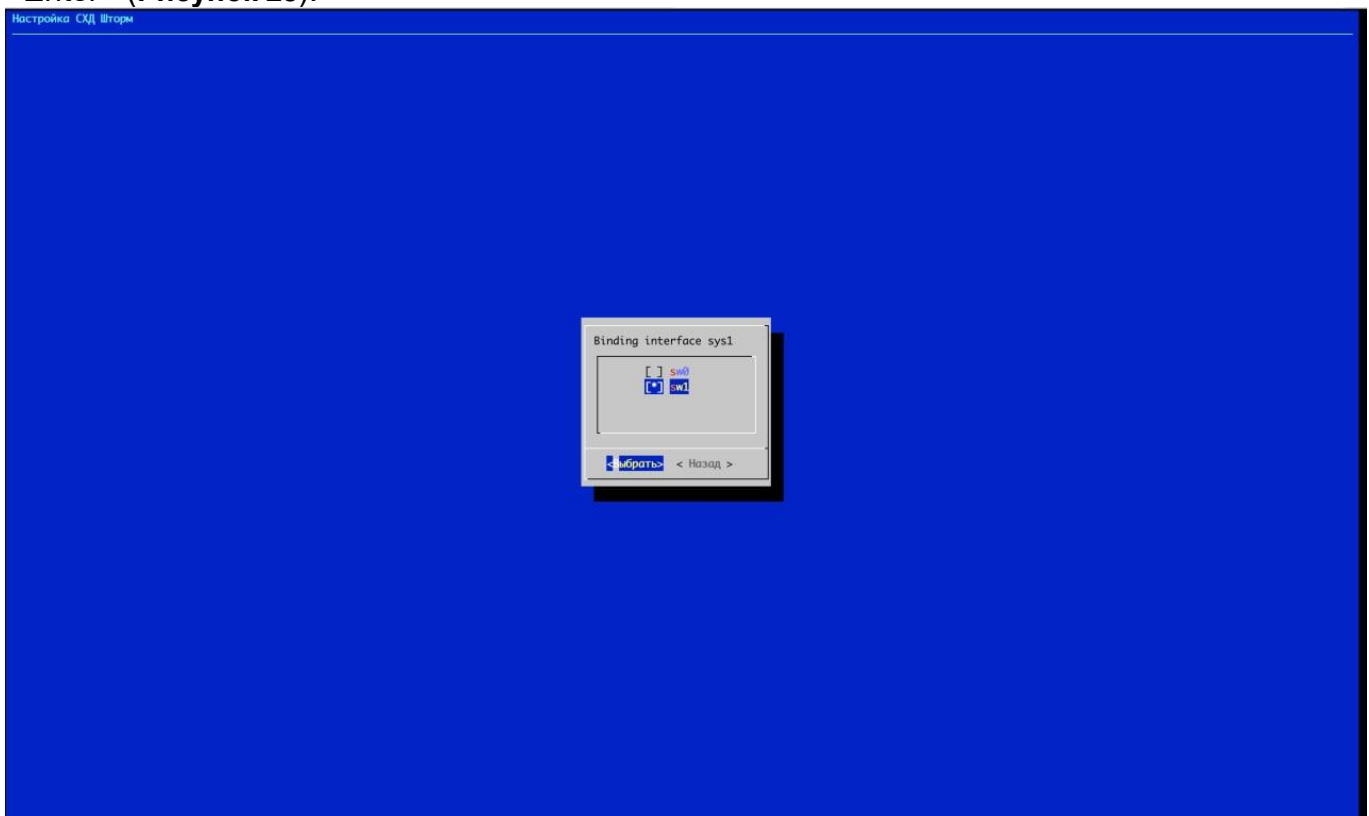 Настройка СХД Шторм
Binding interface sys1
[ ] sw0
[*] sw1
<Выбрать> < Назад >